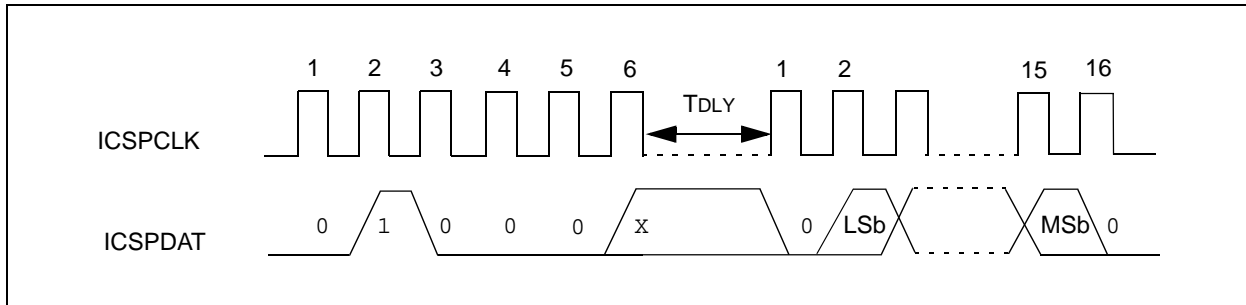 1 2 3 4 5 6 1 2 15 16
TDLY
ICSPCLK
ICSPDAT
0 1 0 0 0 X 0 LSb MSb 0